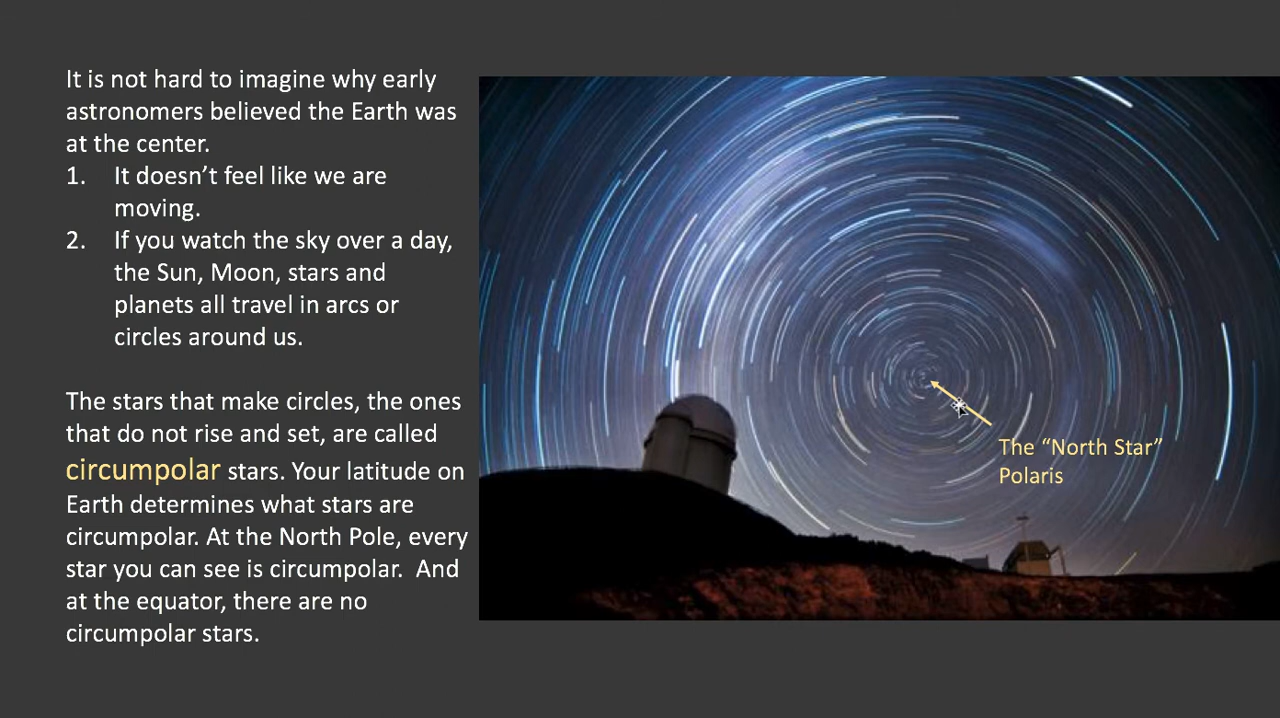 It is not hard to imagine why early
astronomers believed the Earth was
at the center.
1. It doesn’t feel like we are
moving.
2. If you watch the sky over a day,
the Sun, Moon, stars and
planets all travel in arcs or
circles around us.
The stars that make circles, the ones
that do not rise and set, are called
circumpolar stars. Your latitude on
Earth determines what stars are
circumpolar. At the North Pole, every
star you can see is circumpolar. And
at the equator, there are no
circumpolar stars.
The “North Star”
Polaris